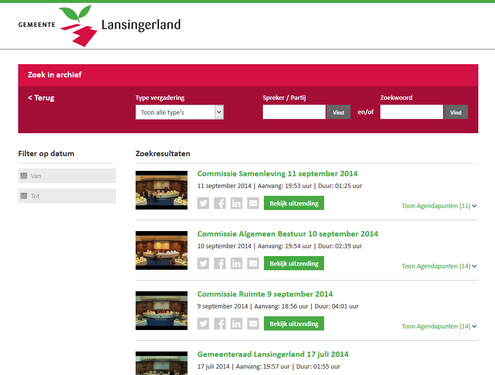 GEMEENTE Lansingerland
Zoek in archief
< Terug
Type vergadering
Spreker / Partij
Zoekwoord
Toon alle type's
Vind
en/of
Vind
Filter op datum
Zoekresultaten
Van
Tot
Commissie Samenleving 11 september 2014
11 september 2014 | Aanvang: 19:53 uur | Duur: 01:25 uur
Bekijk uitzending
Toon Agendapunten (11)
Commissie Algemeen Bestuur 10 september 2014
10 september 2014 | Aanvang: 19:54 uur | Duur: 02:39 uur
Bekijk uitzending
Toon Agendapunten (14)
Commissie Ruimte 9 september 2014
9 september 2014 | Aanvang: 18:56 uur | Duur: 04:01 uur
Bekijk uitzending
Toon Agendapunten (14)
Gemeenteraad Lansingerland 17 juli 2014
17 juli 2014 | Aanvang: 19:57 uur | Duur: 01:55 uur